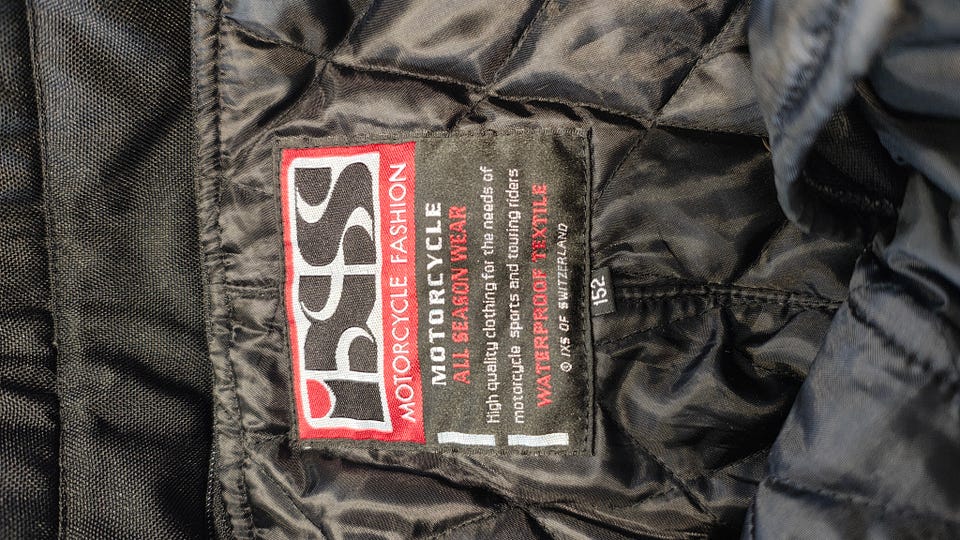 iXS
MOTORCYCLE FASHION
MOTORCYCLE
ALL SEASON WEAR
High quality clothing for the needs of
motorcycle sports and touring riders
WATERPROOF TEXTILE
© IXS OF SWITZERLAND
152